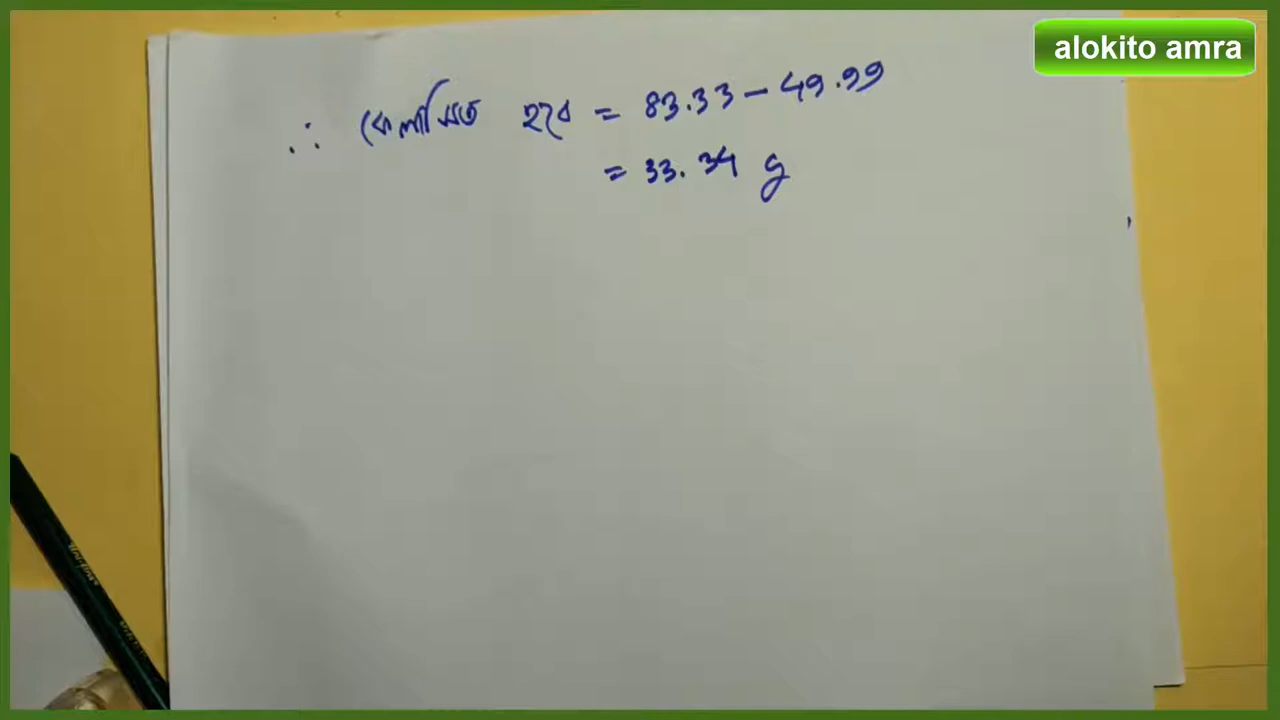 alokito amra
∴ কেলাসিত হবে = 83.33 - 49.99
= 33.34 g